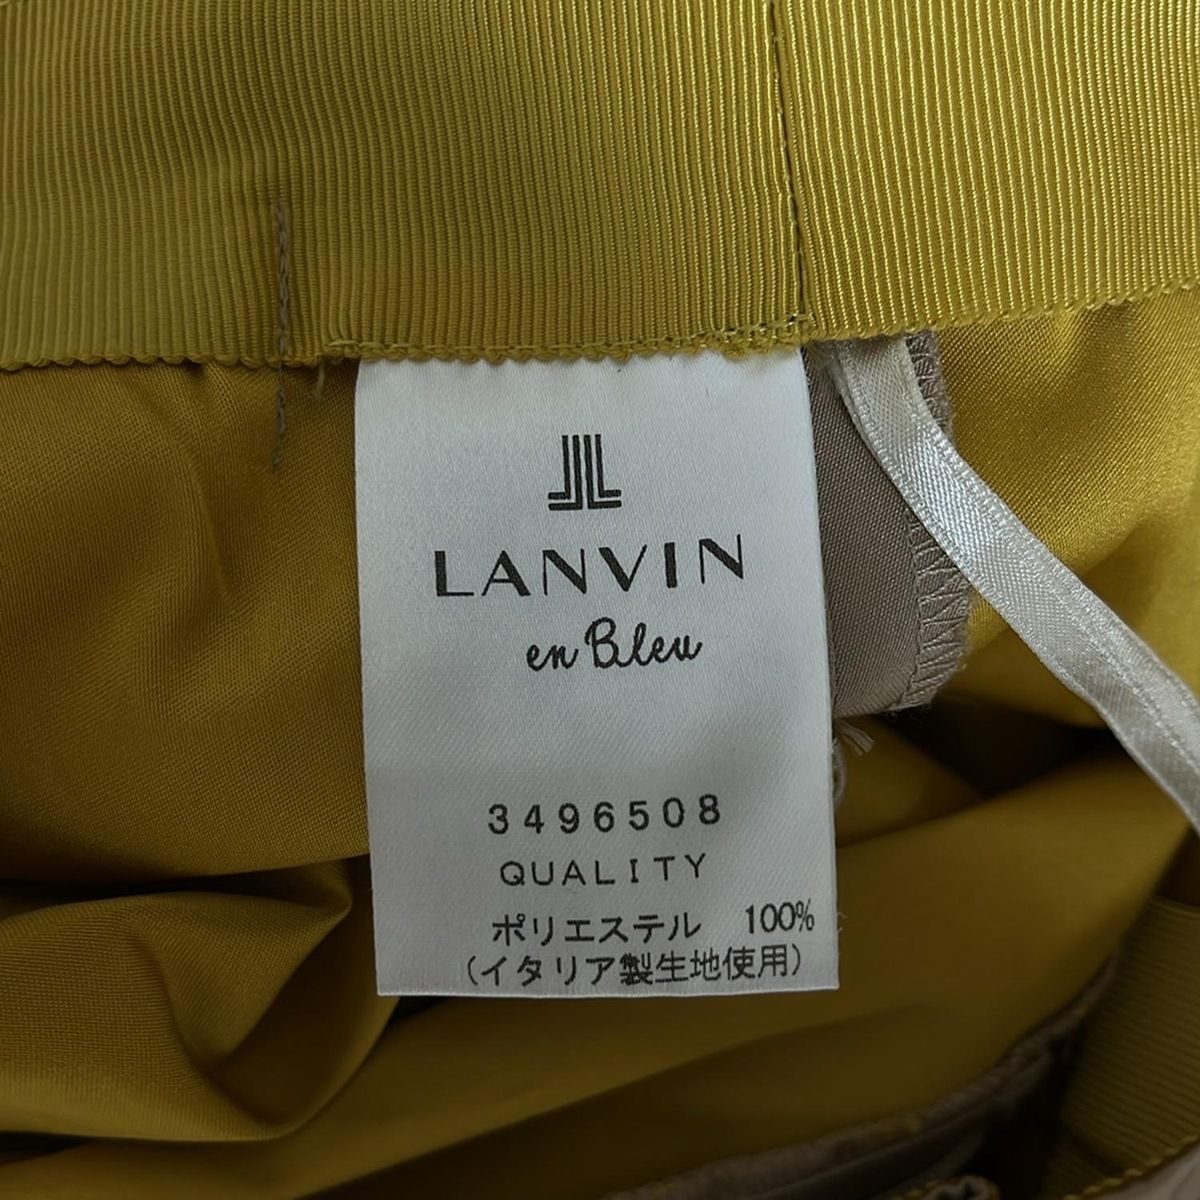 LANVIN
en Bleu
3496508
QUALITY
ポリエステル 100%
(イタリア製生地使用)